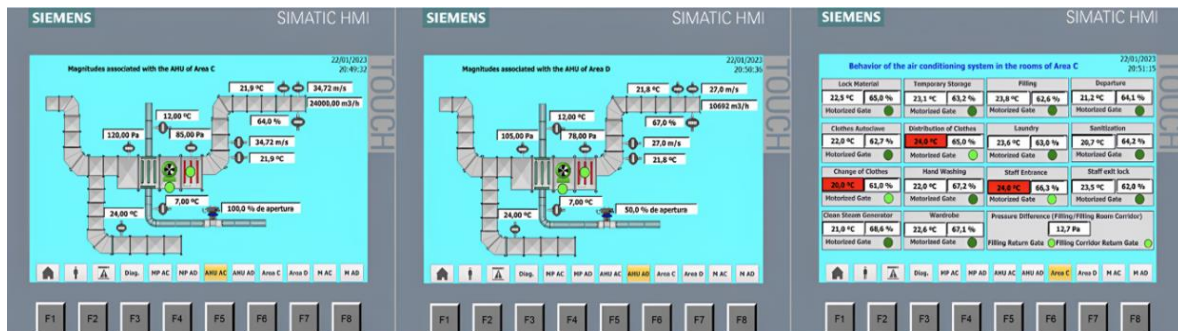 SIEMENS
SIMATIC HMI
TOUCH
22/01/2023
20:49:32
Magnitudes associated with the AHU of Area C
21,9 ºC
34,72 m/s
24000,00 m3/h
12,00 ºC
64,0 %
120,00 Pa
85,00 Pa
34,72 m/s
21,9 ºC
7,00 ºC
24,00 ºC
100,0 % de apertura
Diag. MP AC MP AD AHU AC AHU AD Area C Area D M AC M AD
F1 F2 F3 F4 F5 F6 F7 F8
SIEMENS
SIMATIC HMI
TOUCH
22/01/2023
20:50:36
Magnitudes associated with the AHU of Area D
21,8 ºC
27,0 m/s
10692 m3/h
12,00 ºC
67,0 %
105,00 Pa
78,00 Pa
27,0 m/s
21,8 ºC
7,00 ºC
24,00 ºC
50,0 % de apertura
Diag. MP AC MP AD AHU AC AHU AD Area C Area D M AC M AD
F1 F2 F3 F4 F5 F6 F7 F8
SIEMENS
SIMATIC HMI
TOUCH
22/01/2023
20:51:15
Behavior of the air conditioning system in the rooms of Area C
Lock Material Temporary Storage Filling Departure
22,5 ºC 65,0 % 23,1 ºC 63,2 % 23,8 ºC 62,6 % 21,2 ºC 64,1 %
Motorized Gate Motorized Gate Motorized Gate Motorized Gate
Clothes Autoclave Distribution of Clothes Laundry Sanitization
22,0 ºC 62,7 % 24,0 ºC 65,0 % 23,6 ºC 63,0 % 20,7 ºC 64,2 %
Motorized Gate Motorized Gate Motorized Gate Motorized Gate
Change of Clothes Hand Washing Staff Entrance Staff exit lock
20,0 ºC 61,0 % 22,0 ºC 67,2 % 24,0 ºC 66,3 % 23,5 ºC 62,0 %
Motorized Gate Motorized Gate Motorized Gate Motorized Gate
Clean Steam Generator Wardrobe Pressure Difference (Filling/Filling Room Corridor)
21,0 ºC 68,6 % 22,6 ºC 67,1 % 12,7 Pa
Motorized Gate Motorized Gate Filling Return Gate Filling Corridor Return Gate
Diag. MP AC MP AD AHU AC AHU AD Area C Area D M AC M AD
F1 F2 F3 F4 F5 F6 F7 F8